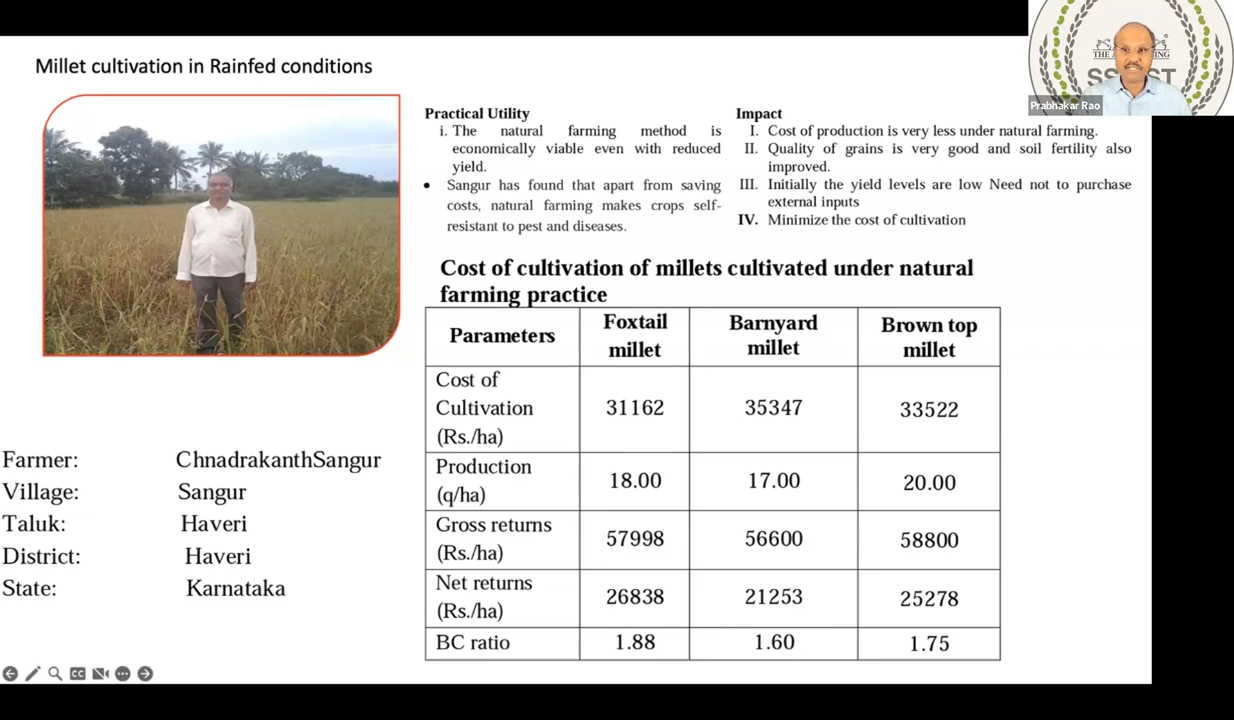 Millet cultivation in Rainfed conditions
Practical Utility
i. The natural farming method is
economically viable even with reduced
yield.
• Sangur has found that apart from saving
costs, natural farming makes crops self-
resistant to pest and diseases.
Impact
I. Cost of production is very less under natural farming.
II. Quality of grains is very good and soil fertility also
improved.
III. Initially the yield levels are low Need not to purchase
external inputs
IV. Minimize the cost of cultivation
Cost of cultivation of millets cultivated under natural
farming practice
Parameters Foxtail millet Barnyard millet Brown top millet
Cost of Cultivation (Rs./ha) 31162 35347 33522
Production (q/ha) 18.00 17.00 20.00
Gross returns (Rs./ha) 57998 56600 58800
Net returns (Rs./ha) 26838 21253 25278
BC ratio 1.88 1.60 1.75
Farmer: ChnadrakanthSangur
Village: Sangur
Taluk: Haveri
District: Haveri
State: Karnataka
THE
Prabhakar Rao
CC